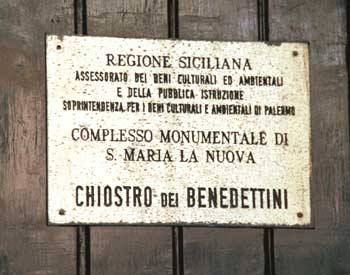 REGIONE SICILIANA
ASSESSORATO DEI BENI CULTURALI ED AMBIENTALI
E DELLA PUBBLICA ISTRUZIONE
SOPRINTENDENZA PER I BENI CULTURALI E AMBIENTALI DI PALERMO
COMPLESSO MONUMENTALE DI
S. MARIA LA NUOVA
CHIOSTRO DEI BENEDETTINI